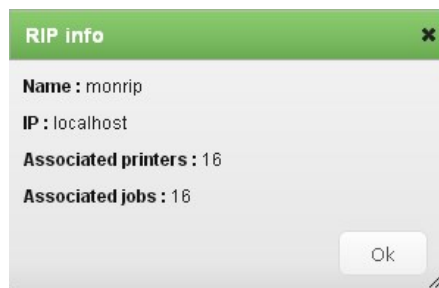 RIP info
Name : monrip
IP : localhost
Associated printers : 16
Associated jobs : 16
Ok